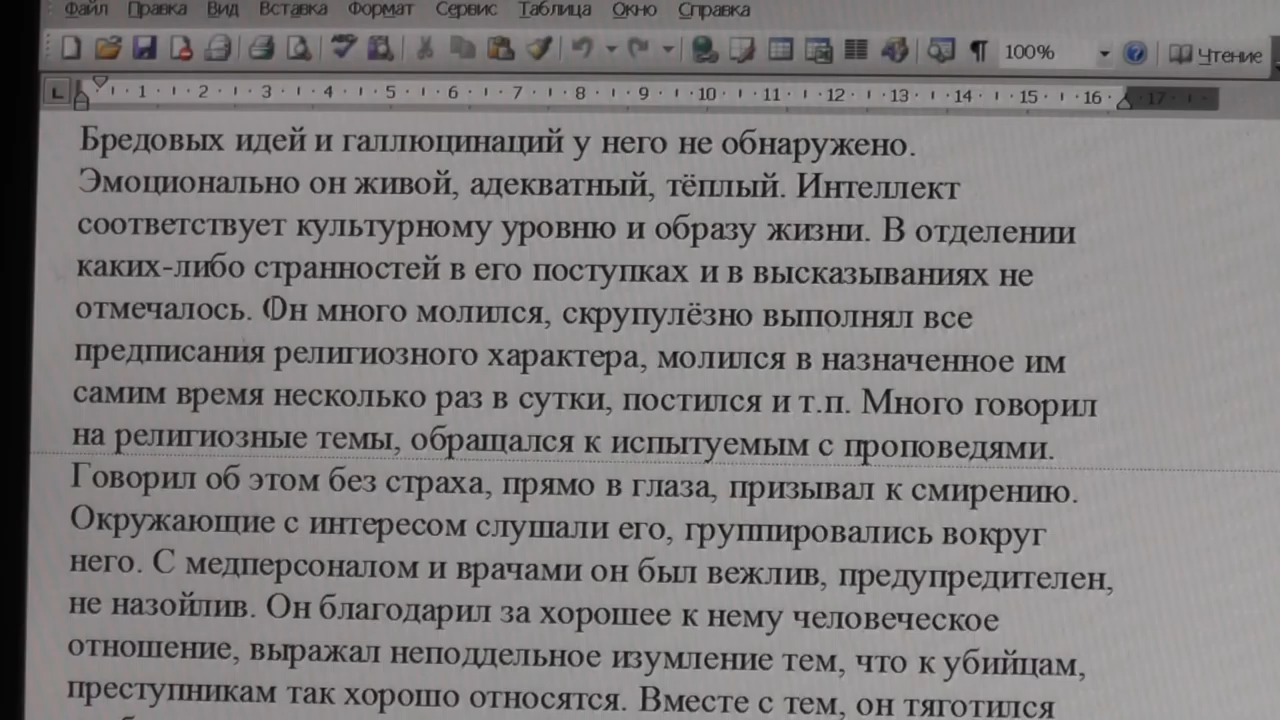 Файл Правка Вид Вставка Формат Сервис Таблица Окно Справка
100% Чтение
1 2 3 4 5 6 7 8 9 10 11 12 13 14 15 16 17
Бредовых идей и галлюцинаций у него не обнаружено.
Эмоционально он живой, адекватный, тёплый. Интеллект
соответствует культурному уровню и образу жизни. В отделении
каких-либо странностей в его поступках и в высказываниях не
отмечалось. Он много молился, скрупулёзно выполнял все
предписания религиозного характера, молился в назначенное им
самим время несколько раз в сутки, постился и т.п. Много говорил
на религиозные темы, обращался к испытуемым с проповедями.
Говорил об этом без страха, прямо в глаза, призывал к смирению.
Окружающие с интересом слушали его, группировались вокруг
него. С медперсоналом и врачами он был вежлив, предупредителен,
не назойлив. Он благодарил за хорошее к нему человеческое
отношение, выражал неподдельное изумление тем, что к убийцам,
преступникам так хорошо относятся. Вместе с тем, он тяготился